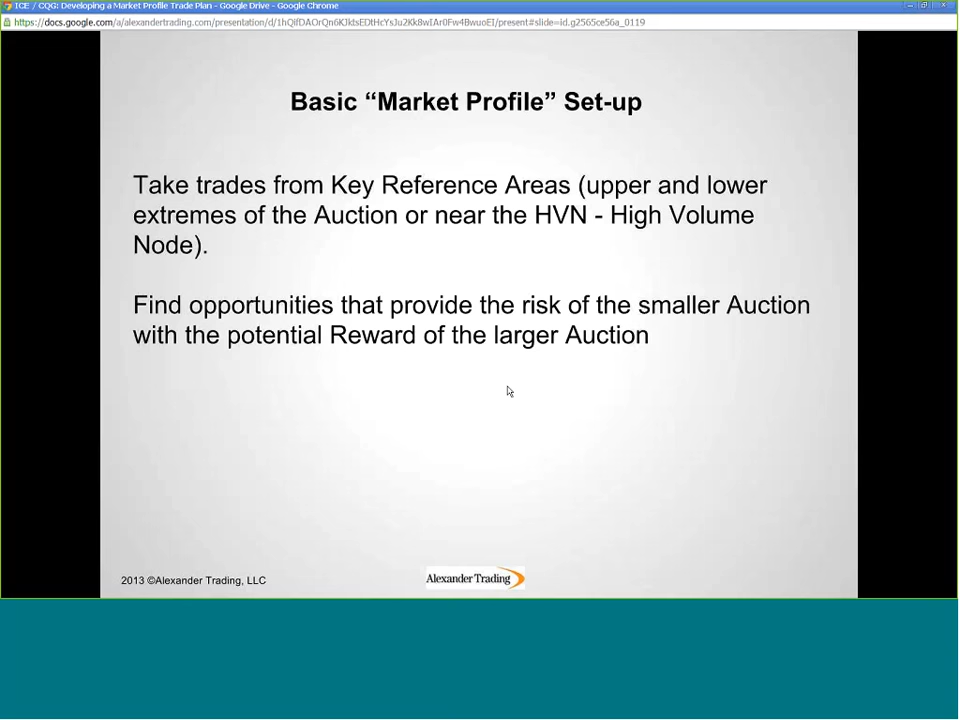 ICE / CQG: Developing a Market Profile Trade Plan - Google Drive - Google Chrome
Basic “Market Profile” Set-up
Take trades from Key Reference Areas (upper and lower
extremes of the Auction or near the HVN - High Volume
Node).
Find opportunities that provide the risk of the smaller Auction
with the potential Reward of the larger Auction
2013 ©Alexander Trading, LLC
Alexander Trading